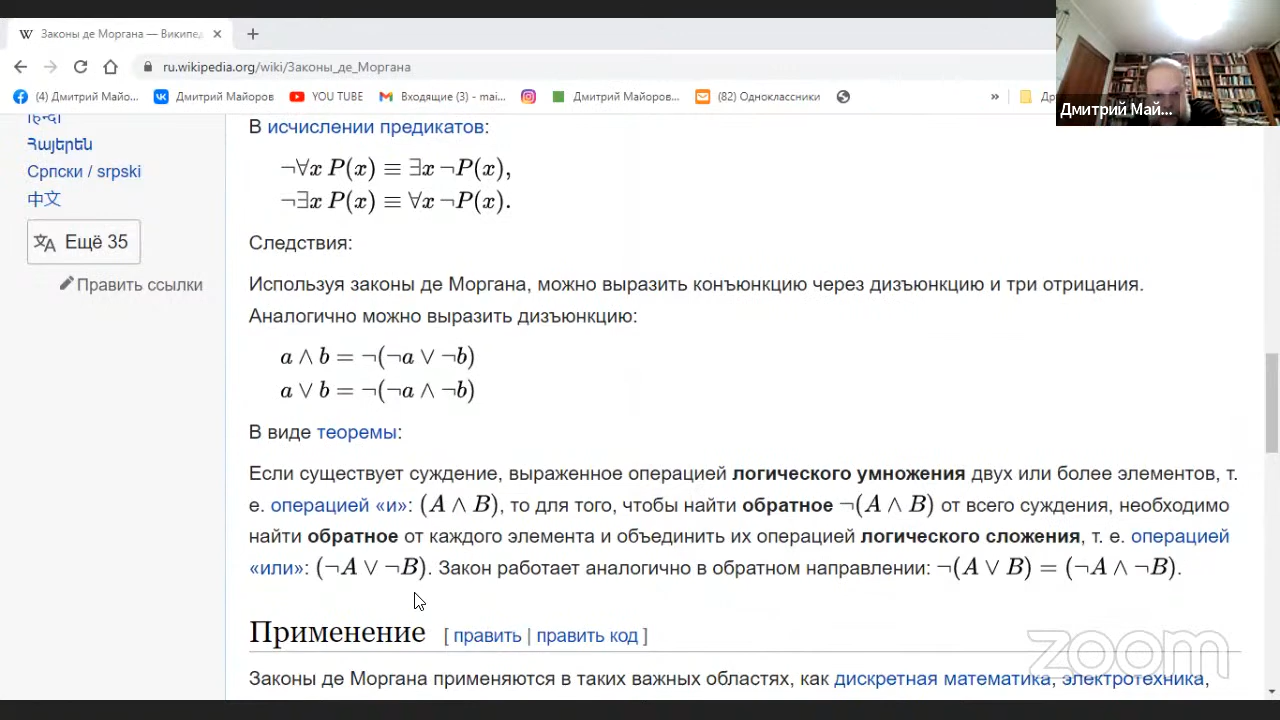 Законы де Моргана — Википед
ru.wikipedia.org/wiki/Законы_де_Моргана
(4) Дмитрий Майо...
Дмитрий Майоров
YOU TUBE
Входящие (3) - mai...
Дмитрий Майоров...
(82) Одноклассники
»
Др
Дмитрий Май...
हिन्दी
Հայերեն
Српски / srpski
中文
Ещё 35
Править ссылки
В исчислении предикатов:
¬∀x P(x) ≡ ∃x ¬P(x),
¬∃x P(x) ≡ ∀x ¬P(x).
Следствия:
Используя законы де Моргана, можно выразить конъюнкцию через дизъюнкцию и три отрицания.
Аналогично можно выразить дизъюнкцию:
a ∧ b = ¬(¬a ∨ ¬b)
a ∨ b = ¬(¬a ∧ ¬b)
В виде теоремы:
Если существует суждение, выраженное операцией логического умножения двух или более элементов, т.
е. операцией «и»: (A ∧ B), то для того, чтобы найти обратное ¬(A ∧ B) от всего суждения, необходимо
найти обратное от каждого элемента и объединить их операцией логического сложения, т. е. операцией
«или»: (¬A ∨ ¬B). Закон работает аналогично в обратном направлении: ¬(A ∨ B) = (¬A ∧ ¬B).
Применение [ править | править код ]
Законы де Моргана применяются в таких важных областях, как дискретная математика, электротехника,
zoom